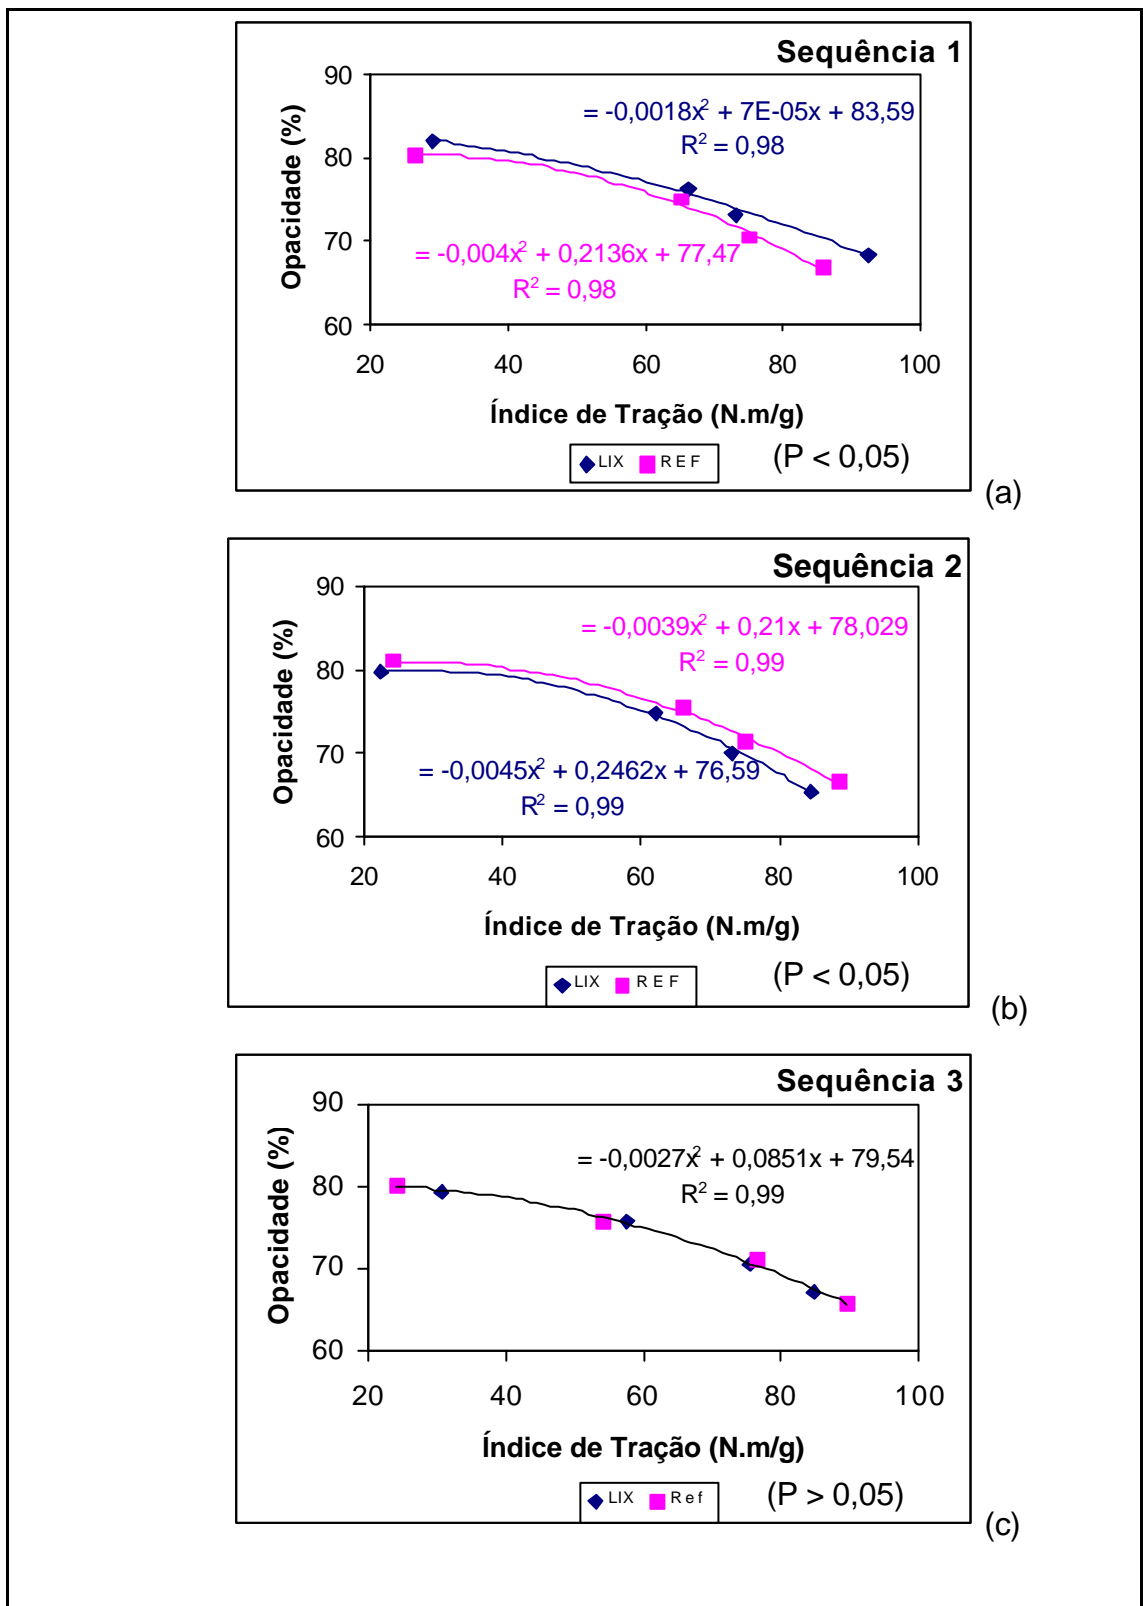 Sequência 1
90
80
70
60
Opacidade (%)
= -0,0018x² + 7E-05x + 83,59
R² = 0,98
= -0,004x² + 0,2136x + 77,47
R² = 0,98
20 40 60 80 100
Índice de Tração (N.m/g)
LIX REF
(P < 0,05)
(a)
Sequência 2
90
80
70
60
Opacidade (%)
= -0,0039x² + 0,21x + 78,029
R² = 0,99
= -0,0045x² + 0,2462x + 76,59
R² = 0,99
20 40 60 80 100
Índice de Tração (N.m/g)
LIX REF
(P < 0,05)
(b)
Sequência 3
90
80
70
60
Opacidade (%)
= -0,0027x² + 0,0851x + 79,54
R² = 0,99
20 40 60 80 100
Índice de Tração (N.m/g)
LIX Ref
(P > 0,05)
(c)